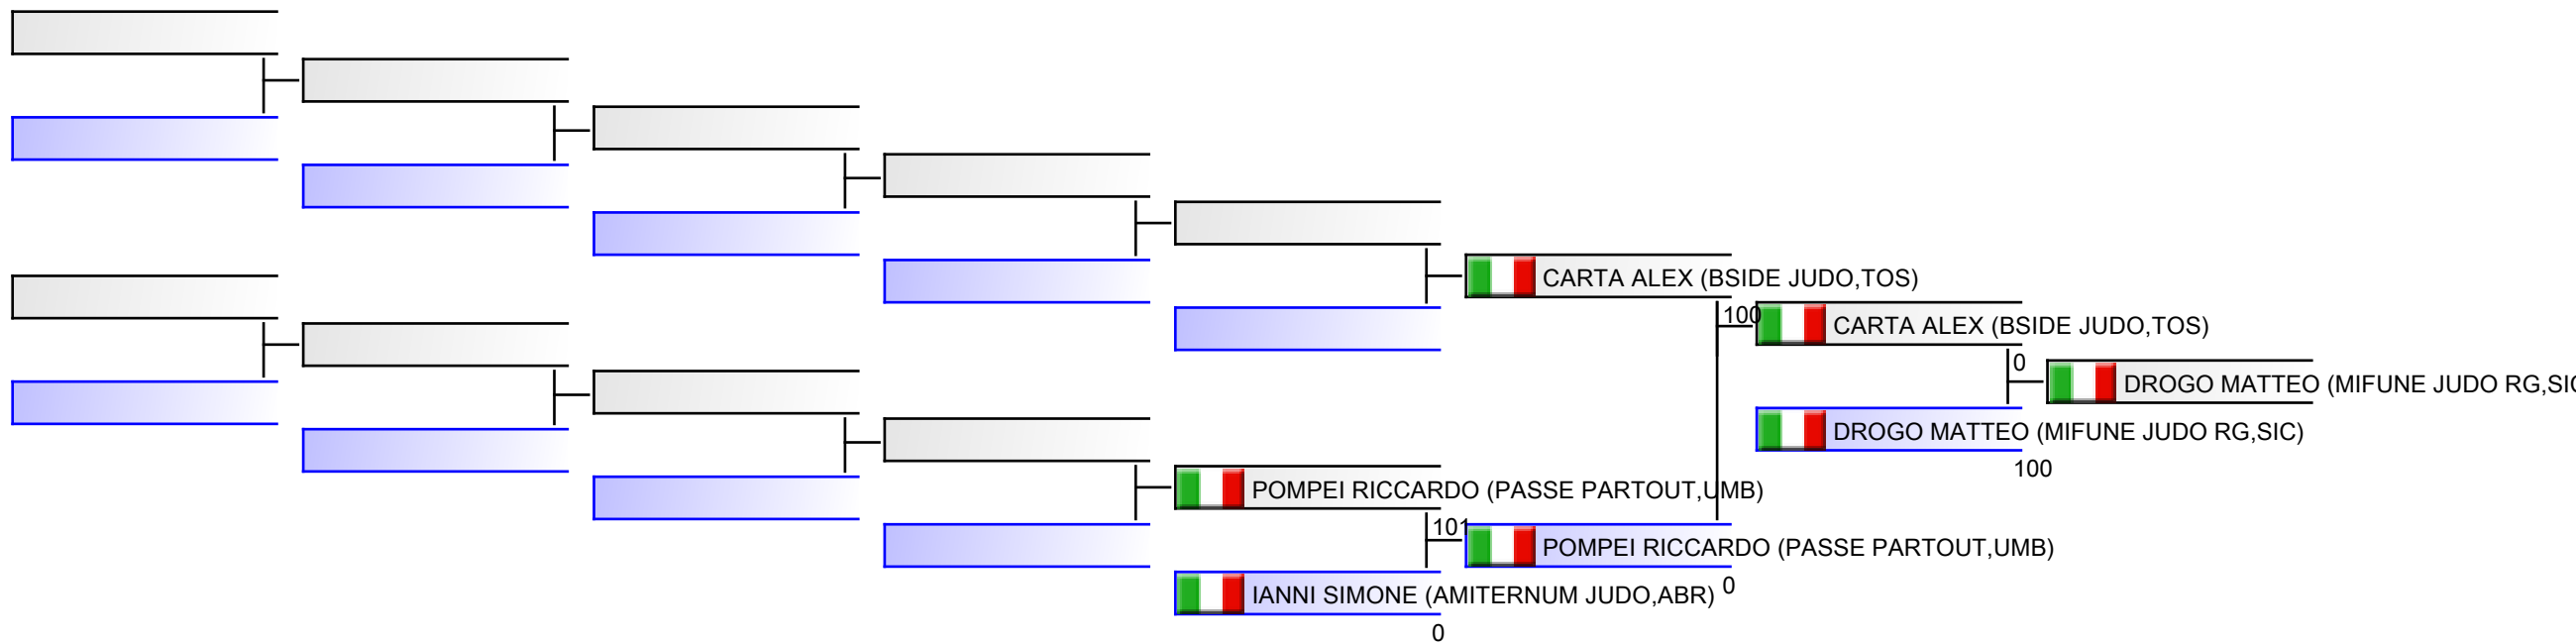 CARTA ALEX (BSIDE JUDO,TOS)
100
CARTA ALEX (BSIDE JUDO,TOS)
0
DROGO MATTEO (MIFUNE JUDO RG,SIC
DROGO MATTEO (MIFUNE JUDO RG,SIC)
100
POMPEI RICCARDO (PASSE PARTOUT,UMB)
101
POMPEI RICCARDO (PASSE PARTOUT,UMB)
0
IANNI SIMONE (AMITERNUM JUDO,ABR)
0